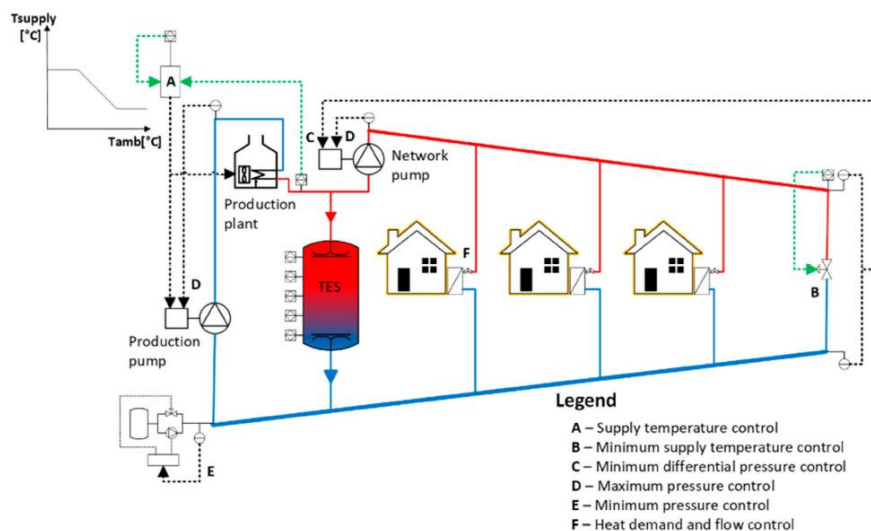 Tsupply
[°C]
A
Tamb[°C]
C
D
Network
pump
Production
plant
D
F
TES
B
Production
pump
E
Legend
A – Supply temperature control
B – Minimum supply temperature control
C – Minimum differential pressure control
D – Maximum pressure control
E – Minimum pressure control
F – Heat demand and flow control